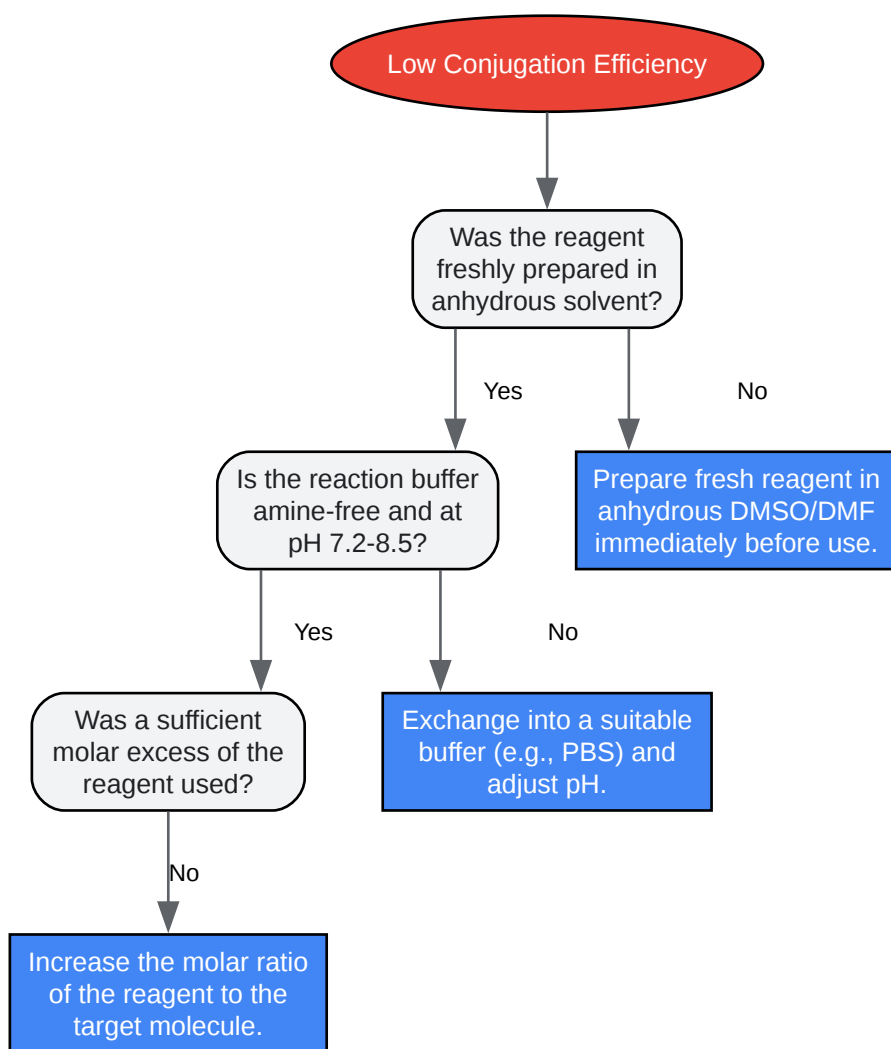 Low Conjugation Efficiency
Was the reagent
freshly prepared in
anhydrous solvent?
Yes
No
Is the reaction buffer
amine-free and at
pH 7.2-8.5?
Prepare fresh reagent in
anhydrous DMSO/DMF
immediately before use.
Yes
No
Was a sufficient
molar excess of the
reagent used?
Exchange into a suitable
buffer (e.g., PBS) and
adjust pH.
No
Increase the molar ratio
of the reagent to the
target molecule.